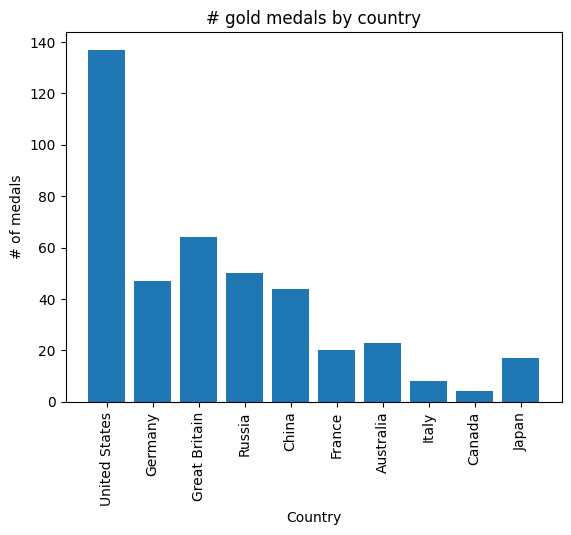 # gold medals by country
# of medals
140
120
100
80
60
40
20
0
United States
Germany
Great Britain
Russia
China
France
Australia
Italy
Canada
Japan
Country